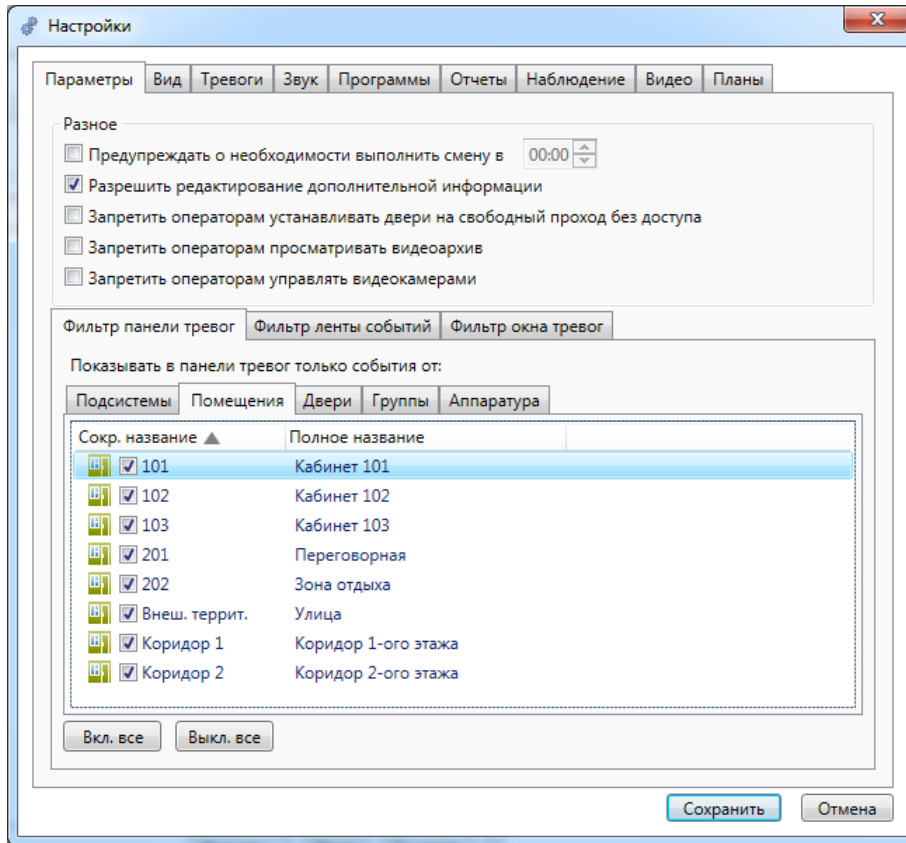 Настройки
Параметры Вид Тревоги Звук Программы Отчеты Наблюдение Видео Планы
Разное
Предупреждать о необходимости выполнить смену в 00:00
Разрешить редактирование дополнительной информации
Запретить операторам устанавливать двери на свободный проход без доступа
Запретить операторам просматривать видеоархив
Запретить операторам управлять видеокамерами
Фильтр панели тревог Фильтр ленты событий Фильтр окна тревог
Показывать в панели тревог только события от:
Подсистемы Помещения Двери Группы Аппаратура
Сокр. название Полное название
101 Кабинет 101
102 Кабинет 102
103 Кабинет 103
201 Переговорная
202 Зона отдыха
Внеш. террит. Улица
Коридор 1 Коридор 1-ого этажа
Коридор 2 Коридор 2-ого этажа
Вкл. все Выкл. все
Сохранить Отмена